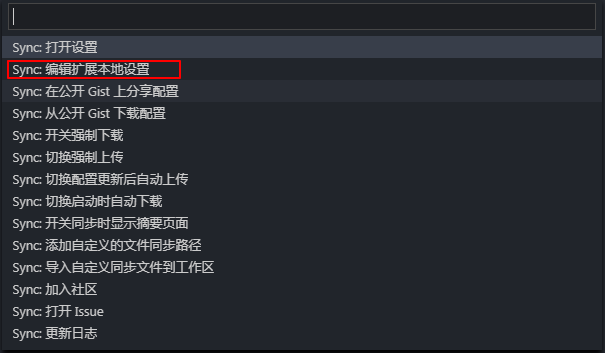 Sync: 打开设置
Sync: 编辑扩展本地设置
Sync: 在公开 Gist 上分享配置
Sync: 从公开 Gist 下载配置
Sync: 开关强制下载
Sync: 切换强制上传
Sync: 切换配置更新后自动上传
Sync: 切换启动时自动下载
Sync: 开关同步时显示摘要页面
Sync: 添加自定义的文件同步路径
Sync: 导入自定义同步文件到工作区
Sync: 加入社区
Sync: 打开 Issue
Sync: 更新日志